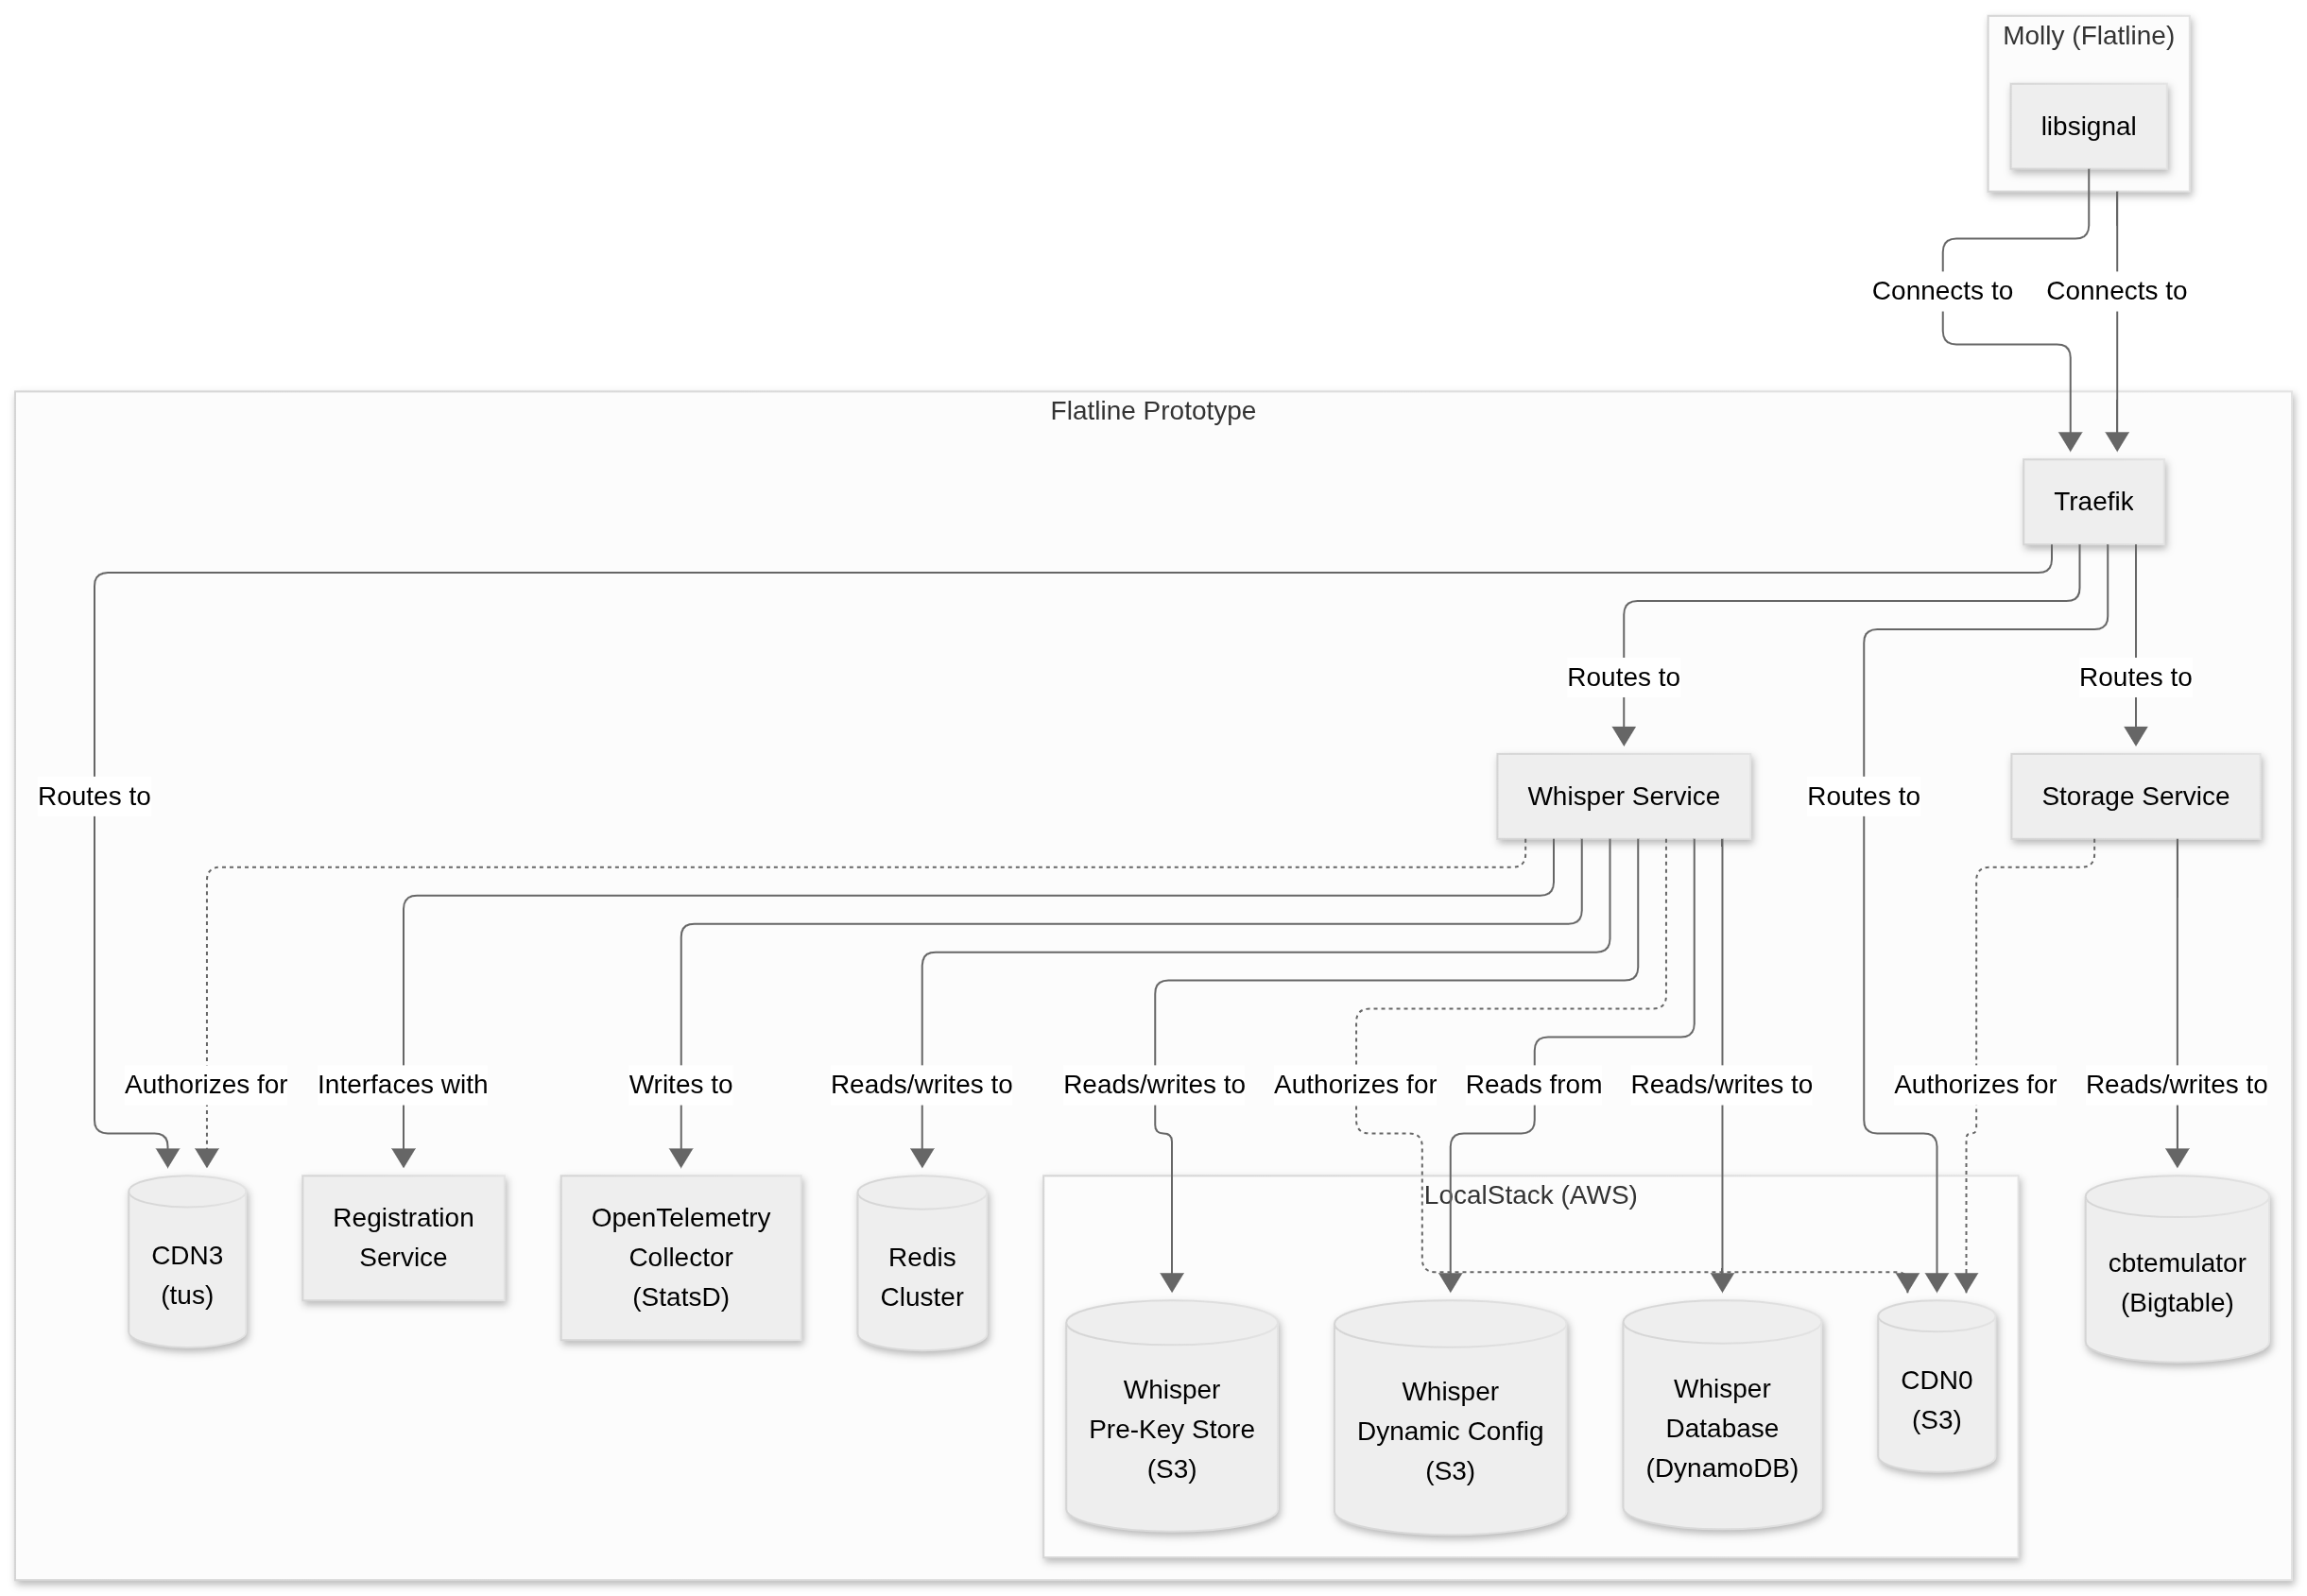 Molly (Flatline)
libsignal
Connects to
Connects to
Flatline Prototype
Traefik
Routes to
Routes to
Routes to
Whisper Service
Routes to
Storage Service
Authorizes for
Interfaces with
Writes to
Reads/writes to
Reads/writes to
Authorizes for
Reads from
Reads/writes to
Authorizes for
Reads/writes to
CDN3
(tus)
Registration
Service
OpenTelemetry
Collector
(StatsD)
Redis
Cluster
LocalStack (AWS)
Whisper
Pre-Key Store
(S3)
Whisper
Dynamic Config
(S3)
Whisper
Database
(DynamoDB)
CDN0
(S3)
cbtemulator
(Bigtable)